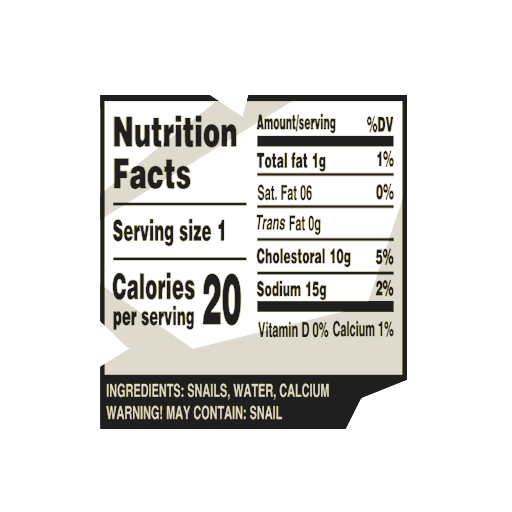 Nutrition
Facts
Serving size 1
Calories
per serving
20
Amount/serving %DV
Total fat 1g 1%
Sat. Fat 06 0%
Trans Fat 0g
Cholestoral 10g 5%
Sodium 15g 2%
Vitamin D 0% Calcium 1%
INGREDIENTS: SNAILS, WATER, CALCIUM
WARNING! MAY CONTAIN: SNAIL